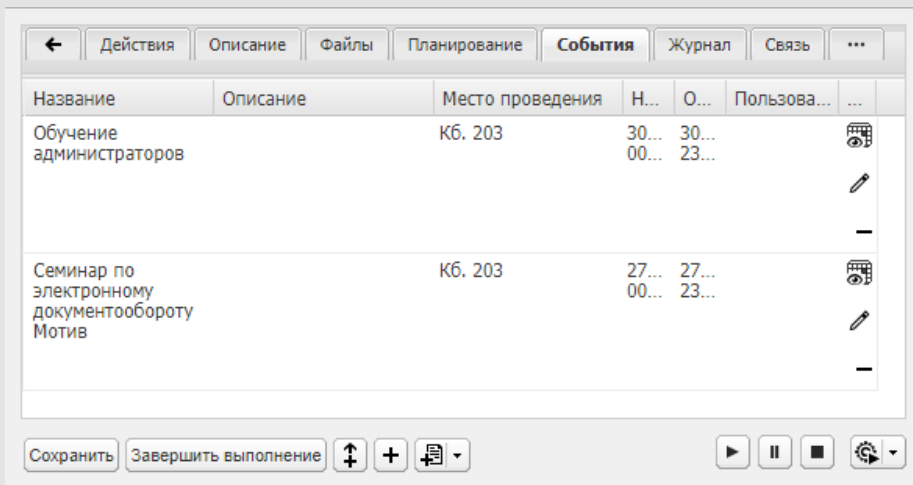 Действия Описание Файлы Планирование События Журнал Связь ...
Название Описание Место проведения Н... О... Пользова... ...
Обучение Кб. 203 30... 30...
администраторов 00... 23...
Семинар по Кб. 203 27... 27...
электронному 00... 23...
документообороту
Мотив
Сохранить Завершить выполнение